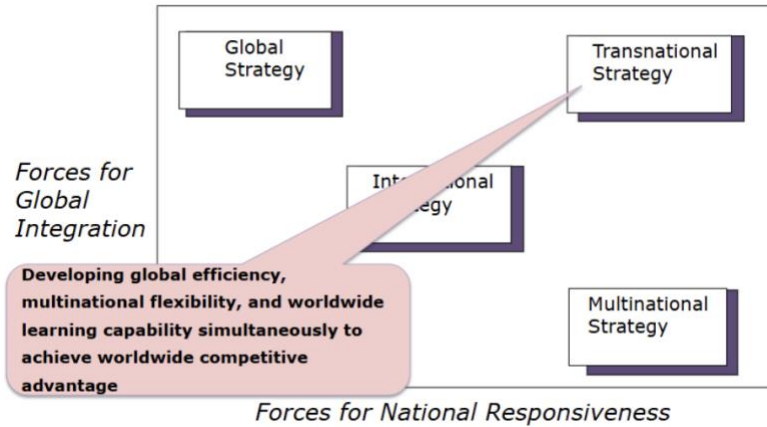 Global
Strategy
Transnational
Strategy
Forces for
Global
Integration
Developing global efficiency,
multinational flexibility, and worldwide
learning capability simultaneously to
achieve worldwide competitive
advantage
Multinational
Strategy
Forces for National Responsiveness